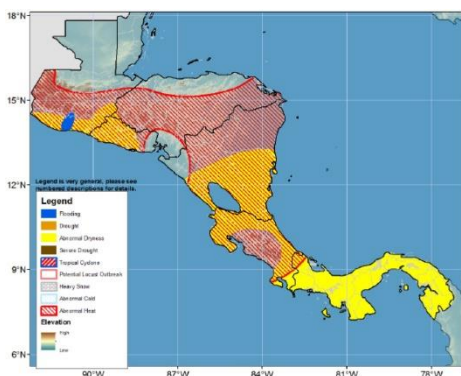 18°N
15°N
12°N
9°N
6°N
Legend is very general, please see
numbered descriptions for details.
Legend
Flooding
Drought
Abnormal Dryness
Severe Drought
Tropical Cyclone
Potential Locust Outbreak
Heavy Snow
Abnormal Cold
Abnormal Heat
Elevation
High
Low
90°W
87°W
84°W
81°W
78°W